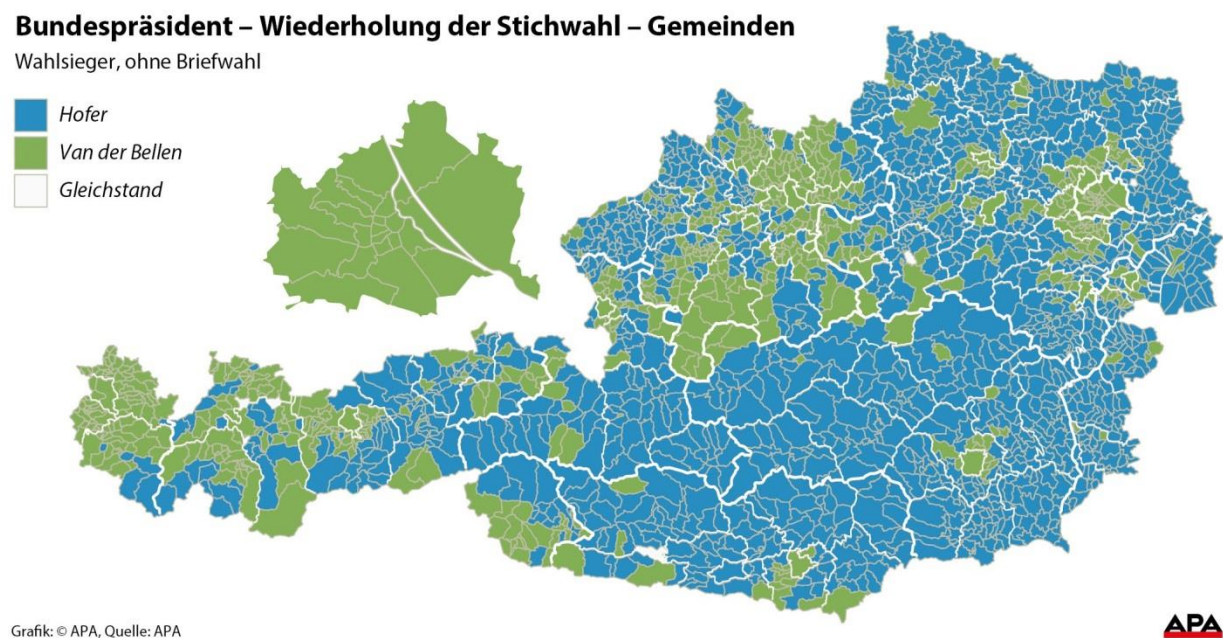 Bundespräsident – Wiederholung der Stichwahl – Gemeinden
Wahlsieger, ohne Briefwahl
Hofer
Van der Bellen
Gleichstand
Grafik: © APA, Quelle: APA
APA